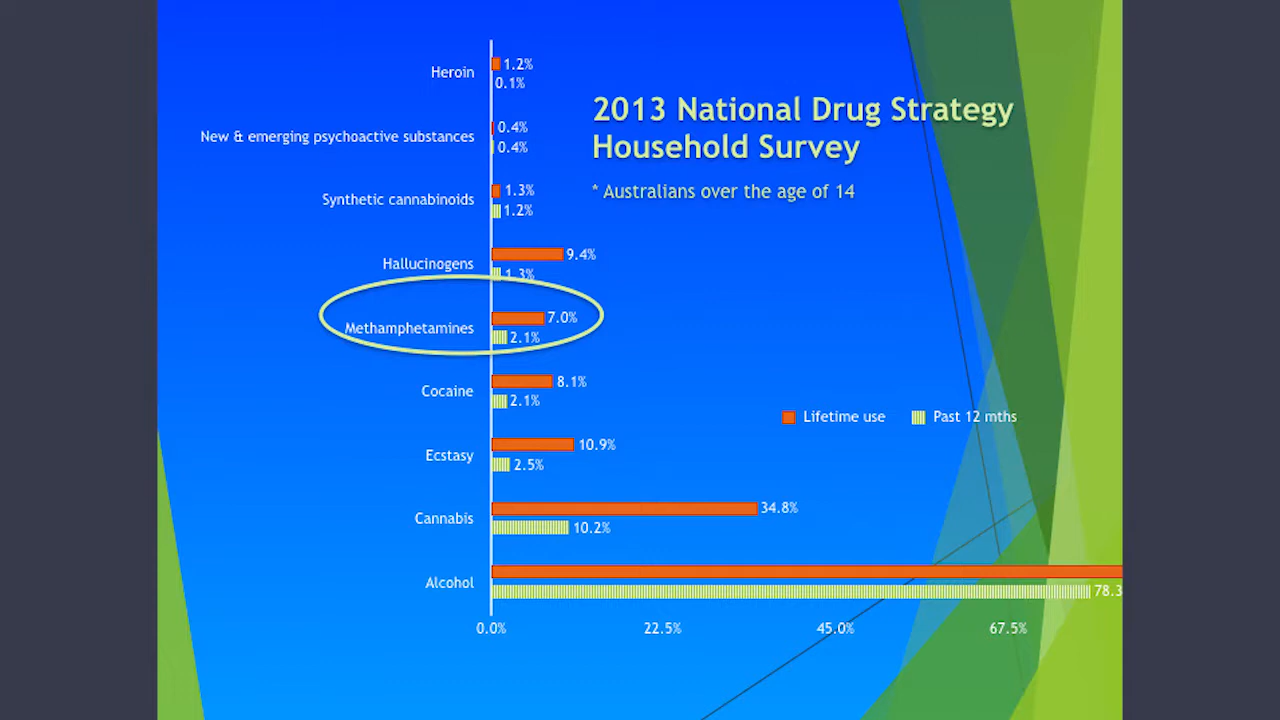 2013 National Drug Strategy
Household Survey
* Australians over the age of 14
Heroin
1.2%
0.1%
New & emerging psychoactive substances
0.4%
0.4%
Synthetic cannabinoids
1.3%
1.2%
Hallucinogens
9.4%
1.3%
Methamphetamines
7.0%
2.1%
Cocaine
8.1%
2.1%
Lifetime use
Past 12 mths
Ecstasy
10.9%
2.5%
Cannabis
34.8%
10.2%
Alcohol
78.3
0.0%
22.5%
45.0%
67.5%